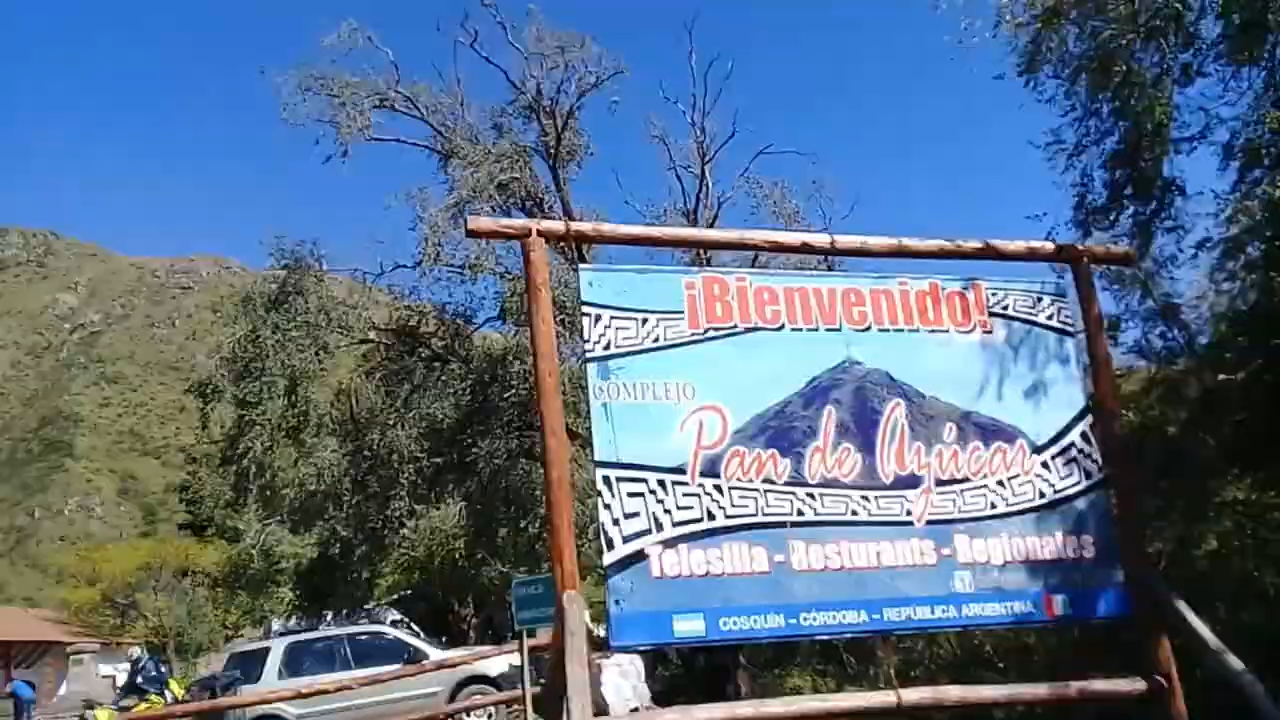 ¡Bienvenido!
COMPLEJO
Pan de Azúcar
Telesilla - Resturants - Regionales
COSQUÍN - CÓRDOBA - REPÚBLICA ARGENTINA